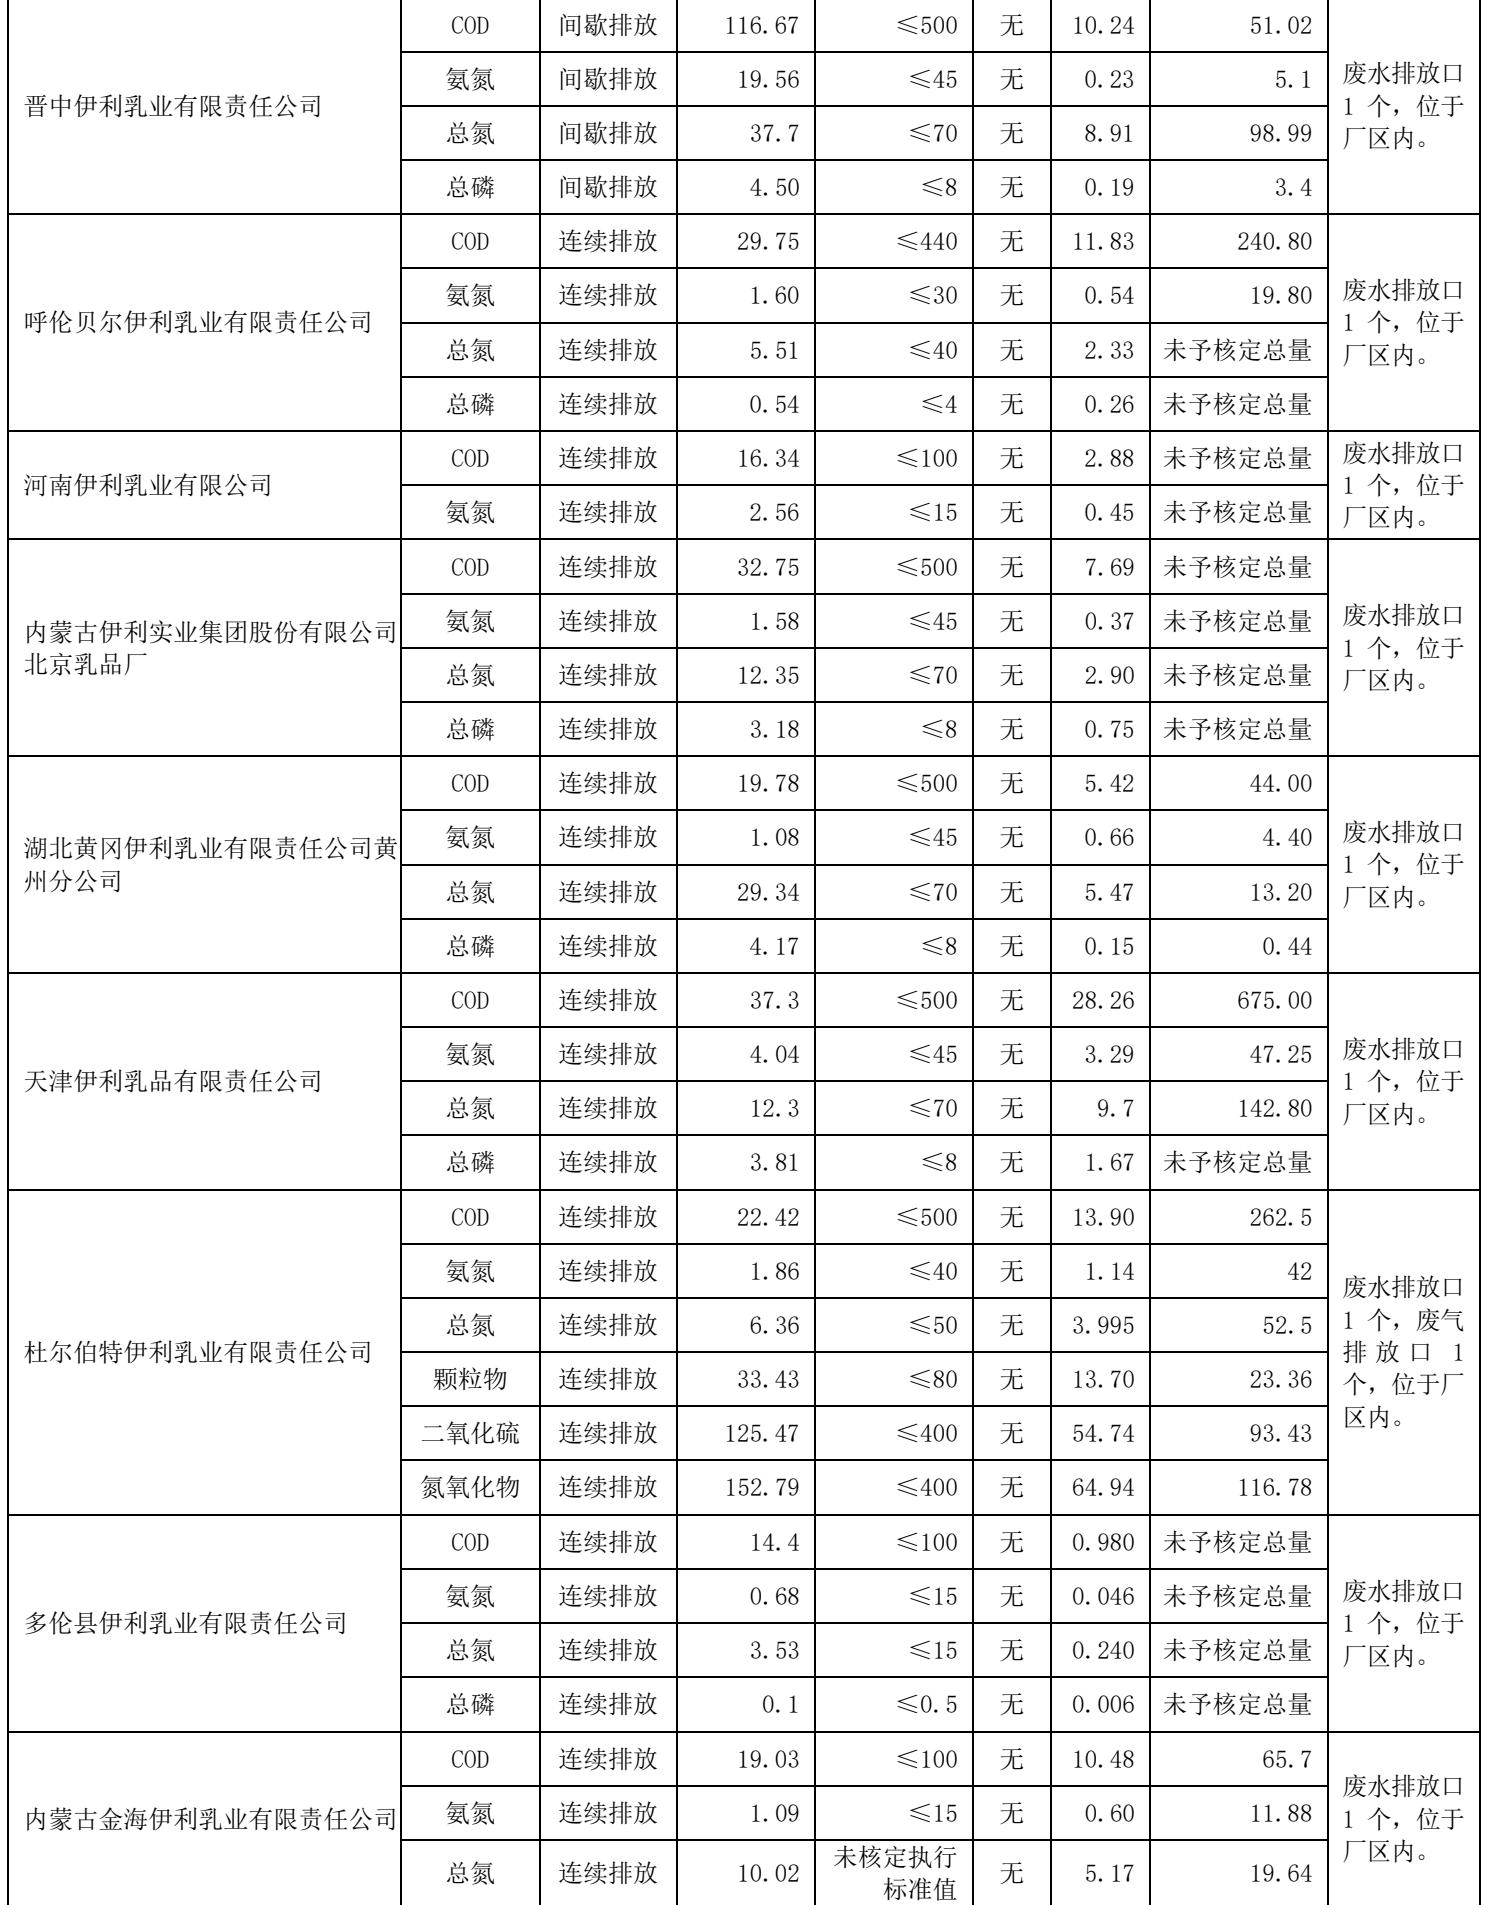 晋中伊利乳业有限责任公司
COD 间歇排放 116.67 ≤500 无 10.24 51.02
氨氮 间歇排放 19.56 ≤45 无 0.23 5.1
总氮 间歇排放 37.7 ≤70 无 8.91 98.99
总磷 间歇排放 4.50 ≤8 无 0.19 3.4
废水排放口
1 个，位于
厂区内。
呼伦贝尔伊利乳业有限责任公司
COD 连续排放 29.75 ≤440 无 11.83 240.80
氨氮 连续排放 1.60 ≤30 无 0.54 19.80
总氮 连续排放 5.51 ≤40 无 2.33 未予核定总量
总磷 连续排放 0.54 ≤4 无 0.26 未予核定总量
废水排放口
1 个，位于
厂区内。
河南伊利乳业有限公司
COD 连续排放 16.34 ≤100 无 2.88 未予核定总量
氨氮 连续排放 2.56 ≤15 无 0.45 未予核定总量
废水排放口
1 个，位于
厂区内。
内蒙古伊利实业集团股份有限公司
北京乳品厂
COD 连续排放 32.75 ≤500 无 7.69 未予核定总量
氨氮 连续排放 1.58 ≤45 无 0.37 未予核定总量
总氮 连续排放 12.35 ≤70 无 2.90 未予核定总量
总磷 连续排放 3.18 ≤8 无 0.75 未予核定总量
废水排放口
1 个，位于
厂区内。
湖北黄冈伊利乳业有限责任公司黄
州分公司
COD 连续排放 19.78 ≤500 无 5.42 44.00
氨氮 连续排放 1.08 ≤45 无 0.66 4.40
总氮 连续排放 29.34 ≤70 无 5.47 13.20
总磷 连续排放 4.17 ≤8 无 0.15 0.44
废水排放口
1 个，位于
厂区内。
天津伊利乳品有限责任公司
COD 连续排放 37.3 ≤500 无 28.26 675.00
氨氮 连续排放 4.04 ≤45 无 3.29 47.25
总氮 连续排放 12.3 ≤70 无 9.7 142.80
总磷 连续排放 3.81 ≤8 无 1.67 未予核定总量
废水排放口
1 个，位于
厂区内。
杜尔伯特伊利乳业有限责任公司
COD 连续排放 22.42 ≤500 无 13.90 262.5
氨氮 连续排放 1.86 ≤40 无 1.14 42
总氮 连续排放 6.36 ≤50 无 3.995 52.5
颗粒物 连续排放 33.43 ≤80 无 13.70 23.36
二氧化硫 连续排放 125.47 ≤400 无 54.74 93.43
氮氧化物 连续排放 152.79 ≤400 无 64.94 116.78
废水排放口
1 个，废气
排放口 1
个，位于厂
区内。
多伦县伊利乳业有限责任公司
COD 连续排放 14.4 ≤100 无 0.980 未予核定总量
氨氮 连续排放 0.68 ≤15 无 0.046 未予核定总量
总氮 连续排放 3.53 ≤15 无 0.240 未予核定总量
总磷 连续排放 0.1 ≤0.5 无 0.006 未予核定总量
废水排放口
1 个，位于
厂区内。
内蒙古金海伊利乳业有限责任公司
COD 连续排放 19.03 ≤100 无 10.48 65.7
氨氮 连续排放 1.09 ≤15 无 0.60 11.88
总氮 连续排放 10.02 未核定执行
标准值 无 5.17 19.64
废水排放口
1 个，位于
厂区内。